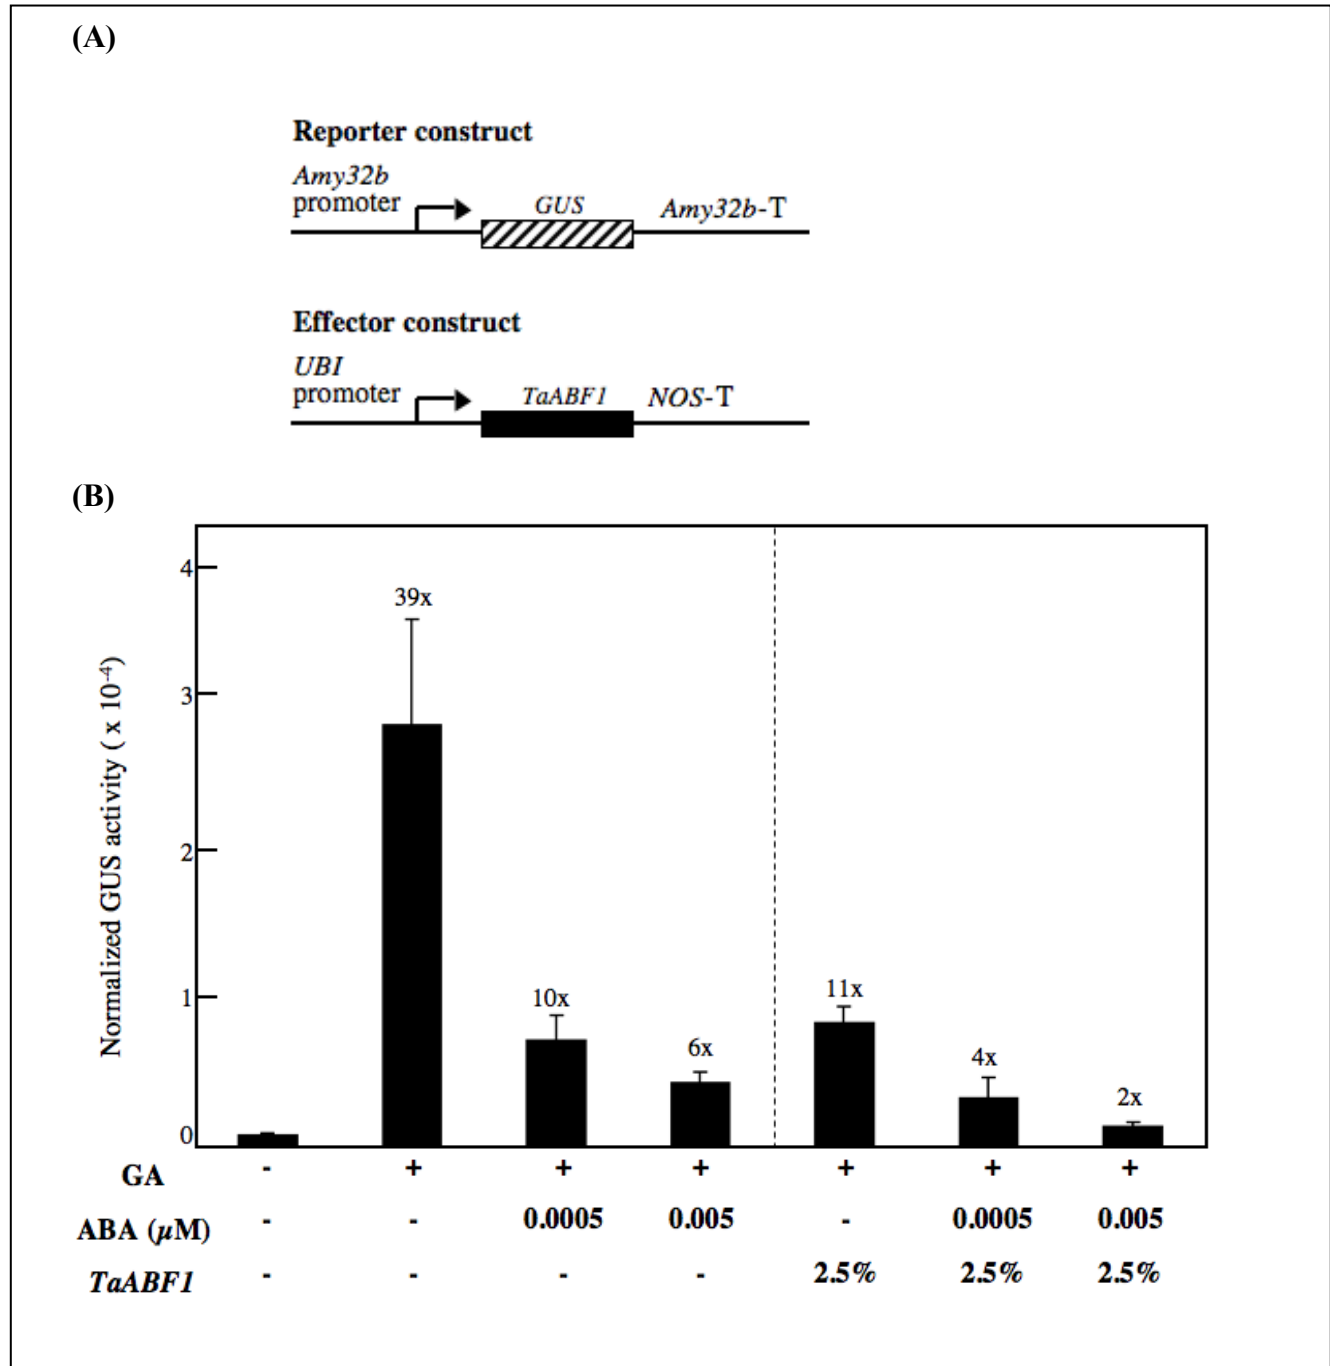 (A)
Reporter construct
Amy32b
promoter
GUS
Amy32b-T
Effector construct
UBI
promoter
TaABF1
NOS-T
(B)
Normalized GUS activity ( x 10⁻⁴)
4
3
2
1
0
39x
10x
6x
11x
4x
2x
GA - + + + + + +
ABA (µM) - - 0.0005 0.005 - 0.0005 0.005
TaABF1 - - - - 2.5% 2.5% 2.5%